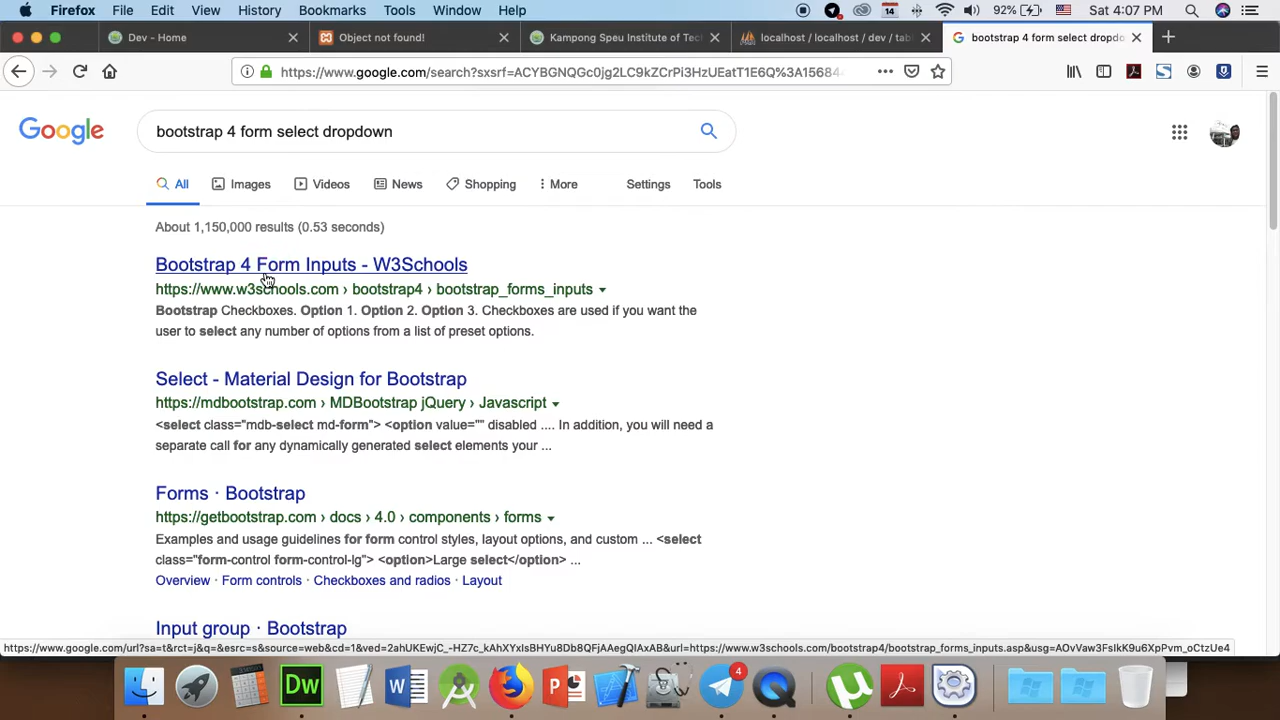 Firefox File Edit View History Bookmarks Tools Window Help 14 92% Sat 4:07 PM
Dev - Home Object not found! Kampong Speu Institute of Tec localhost / localhost / dev / tab bootstrap 4 form select dropdo
https://www.google.com/search?sxsrf=ACYBGNQGc0jg2LC9kZCrPi3HzUEatT1E6Q%3A15684
Google bootstrap 4 form select dropdown
All Images Videos News Shopping More Settings Tools
About 1,150,000 results (0.53 seconds)
Bootstrap 4 Form Inputs - W3Schools
https://www.w3schools.com › bootstrap4 › bootstrap_forms_inputs
Bootstrap Checkboxes. Option 1. Option 2. Option 3. Checkboxes are used if you want the
user to select any number of options from a list of preset options.
Select - Material Design for Bootstrap
https://mdbootstrap.com › MDBootstrap jQuery › Javascript
<select class="mdb-select md-form"> <option value="" disabled .... In addition, you will need a
separate call for any dynamically generated select elements your ...
Forms · Bootstrap
https://getbootstrap.com › docs › 4.0 › components › forms
Examples and usage guidelines for form control styles, layout options, and custom ... <select
class="form-control form-control-lg"> <option>Large select</option> ...
Overview · Form controls · Checkboxes and radios · Layout
Input group · Bootstrap
https://www.google.com/url?sa=t&rct=j&q=&esrc=s&source=web&cd=1&ved=2ahUKEwjC_-HZ7c_kAhXYxIsBHYu8Db8QFjAAegQIAxAB&url=https://www.w3schools.com/bootstrap4/bootstrap_forms_inputs.asp&usg=AOvVaw3FsIkK9u6XpPvm_oCtzUe4
Dw W P 4